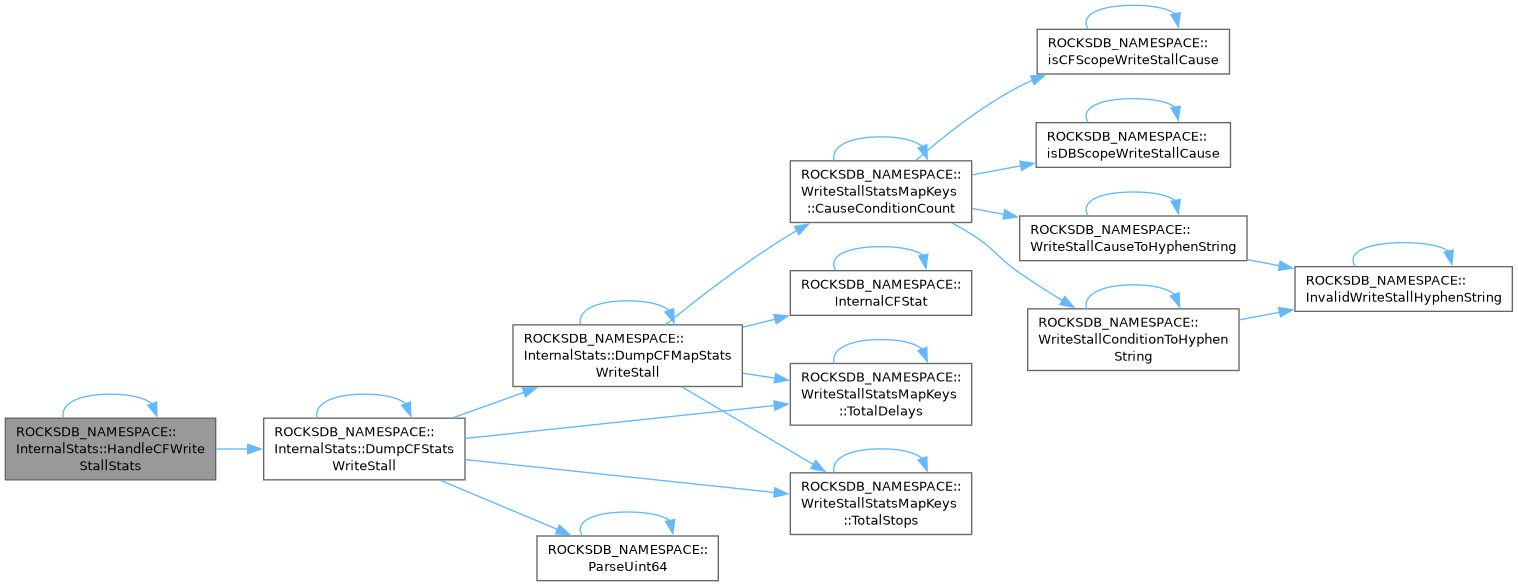 ROCKSDB_NAMESPACE::
InternalStats::HandleCFWrite
StallStats
ROCKSDB_NAMESPACE::
InternalStats::DumpCFStats
WriteStall
ROCKSDB_NAMESPACE::
InternalStats::DumpCFMapStats
WriteStall
ROCKSDB_NAMESPACE::
ParseUint64
ROCKSDB_NAMESPACE::
WriteStallStatsMapKeys
::CauseConditionCount
ROCKSDB_NAMESPACE::
InternalCFStat
ROCKSDB_NAMESPACE::
WriteStallStatsMapKeys
::TotalDelays
ROCKSDB_NAMESPACE::
WriteStallStatsMapKeys
::TotalStops
ROCKSDB_NAMESPACE::
isCFScopeWriteStallCause
ROCKSDB_NAMESPACE::
isDBScopeWriteStallCause
ROCKSDB_NAMESPACE::
WriteStallCauseToHyphenString
ROCKSDB_NAMESPACE::
WriteStallConditionToHyphen
String
ROCKSDB_NAMESPACE::
InvalidWriteStallHyphenString